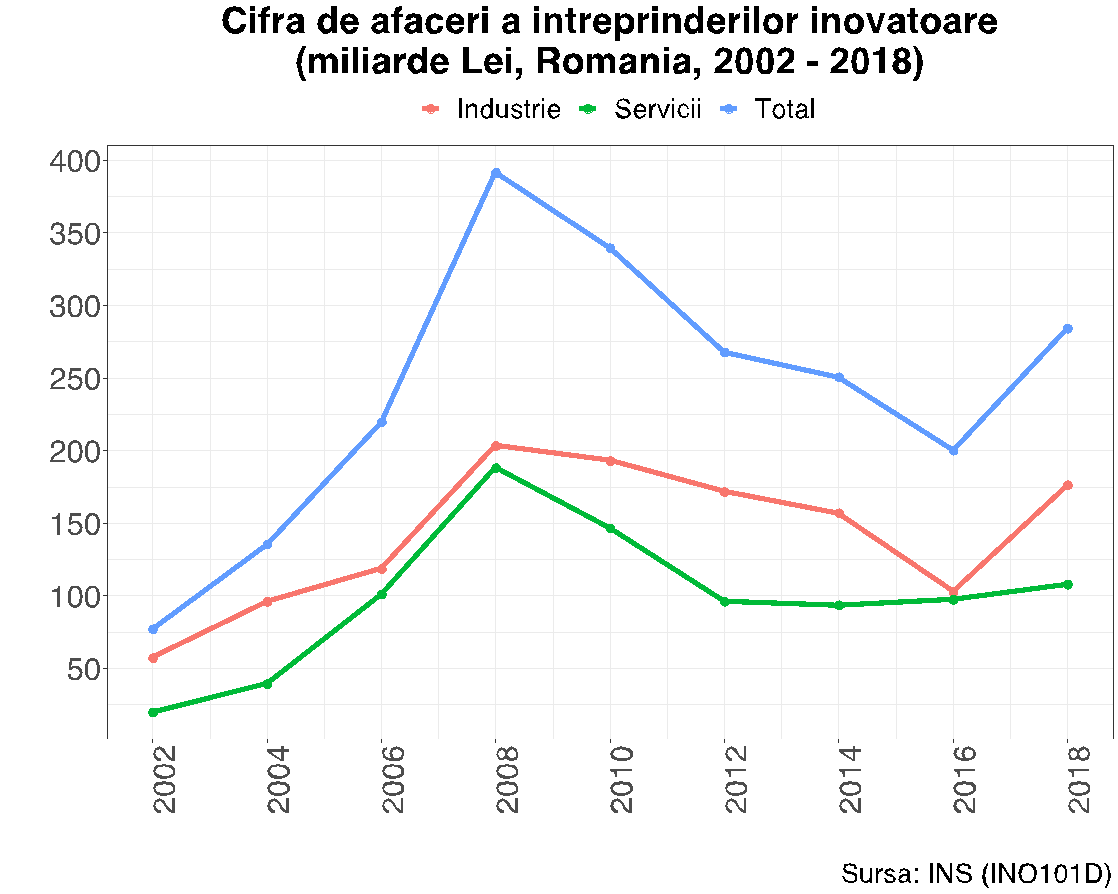 Cifra de afaceri a intreprinderilor inovatoare
(miliarde Lei, Romania, 2002 - 2018)
Industrie Servicii Total
400
350
300
250
200
150
100
50
2002 2004 2006 2008 2010 2012 2014 2016 2018
Sursa: INS (INO101D)